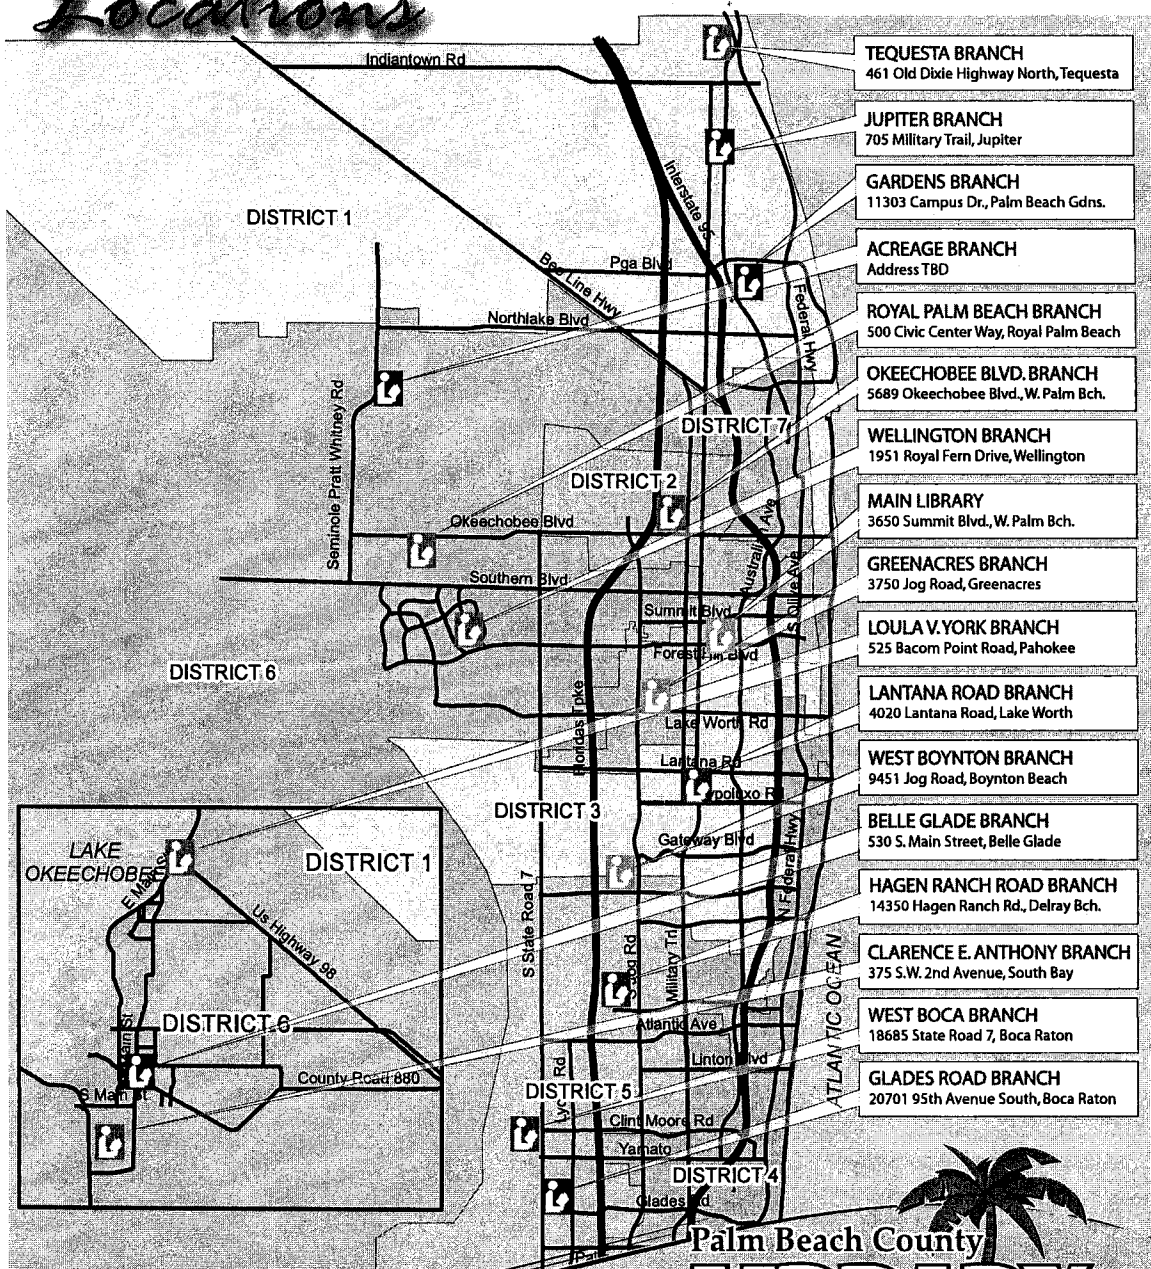 Locations
Indiantown Rd
TEQUESTA BRANCH
461 Old Dixie Highway North, Tequesta
JUPITER BRANCH
705 Military Trail, Jupiter
Interstate 95
GARDENS BRANCH
11303 Campus Dr., Palm Beach Gdns.
DISTRICT 1
ACREAGE BRANCH
Address TBD
Pga Blvd
Bee Line Hwy
Federal Hwy
Northlake Blvd
ROYAL PALM BEACH BRANCH
500 Civic Center Way, Royal Palm Beach
OKEECHOBEE BLVD. BRANCH
5689 Okeechobee Blvd., W. Palm Bch.
Seminole Pratt Whitney Rd
DISTRICT 7
WELLINGTON BRANCH
1951 Royal Fern Drive, Wellington
DISTRICT 2
MAIN LIBRARY
3650 Summit Blvd., W. Palm Bch.
Okeechobee Blvd
Australian Ave
S Olive Ave
Southern Blvd
GREENACRES BRANCH
3750 Jog Road, Greenacres
Summit Blvd
LOULA V. YORK BRANCH
525 Bacom Point Road, Pahokee
Forest Hill Blvd
DISTRICT 6
LANTANA ROAD BRANCH
4020 Lantana Road, Lake Worth
Floridas Tpke
Lake Worth Rd
Lantana Rd
WEST BOYNTON BRANCH
9451 Jog Road, Boynton Beach
Hypoluxo Rd
DISTRICT 3
BELLE GLADE BRANCH
530 S. Main Street, Belle Glade
Gateway Blvd
N Federal Hwy
LAKE
OKEECHOBEE
DISTRICT 1
E Main S
HAGEN RANCH ROAD BRANCH
14350 Hagen Ranch Rd., Delray Bch.
S State Road 7
Us Highway 98
S Jog Rd
Military Trl
ATLANTIC OCEAN
CLARENCE E. ANTHONY BRANCH
375 S.W. 2nd Avenue, South Bay
DISTRICT 6
Main St
Atlantic Ave
WEST BOCA BRANCH
18685 State Road 7, Boca Raton
Linton Blvd
County Road 880
S Main St
DISTRICT 5
GLADES ROAD BRANCH
20701 95th Avenue South, Boca Raton
Clint Moore Rd
Yamato
DISTRICT 4
Glades Rd
Palm Beach County